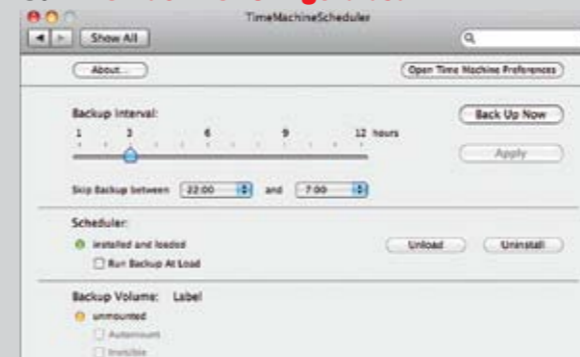 TimeMachineScheduler
Show All
About...
Open Time Machine Preferences
Backup Interval:
1 3 6 9 12 hours
Back Up Now
Apply
Skip Backup between 22:00 and 7:00
Scheduler:
installed and loaded
Unload Uninstall
Run Backup At Load
Backup Volume: Label
unmounted
Automount
Invisible